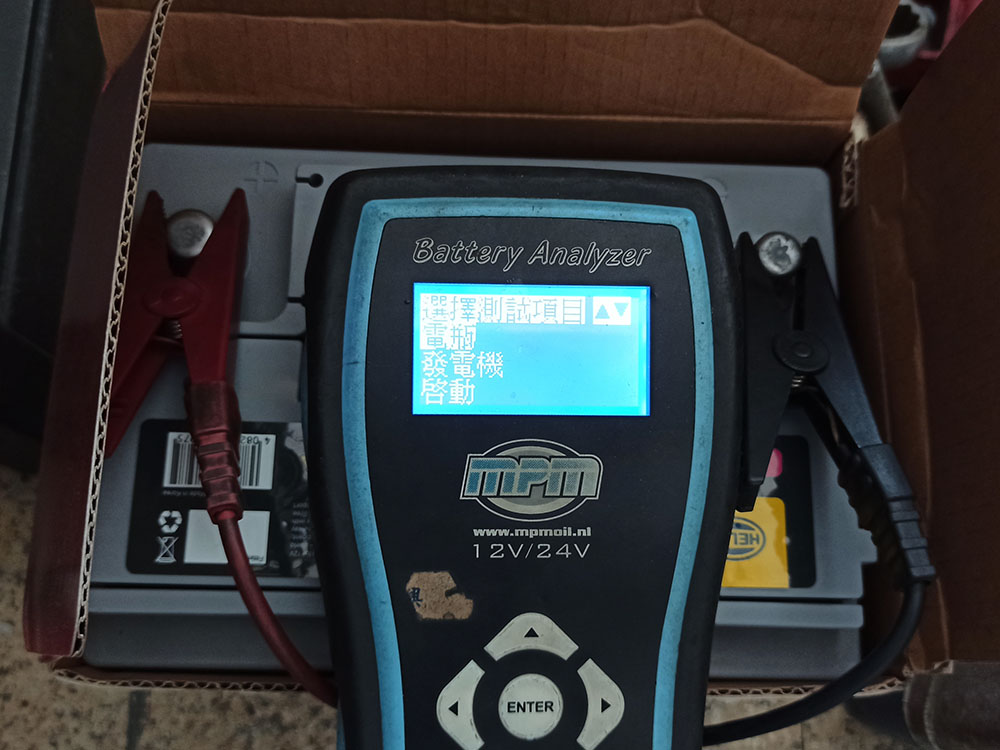 Battery Analyzer
選擇測試項目
電瓶
發電機
啓動
mpm
www.mpmoil.nl
12V/24V
ENTER